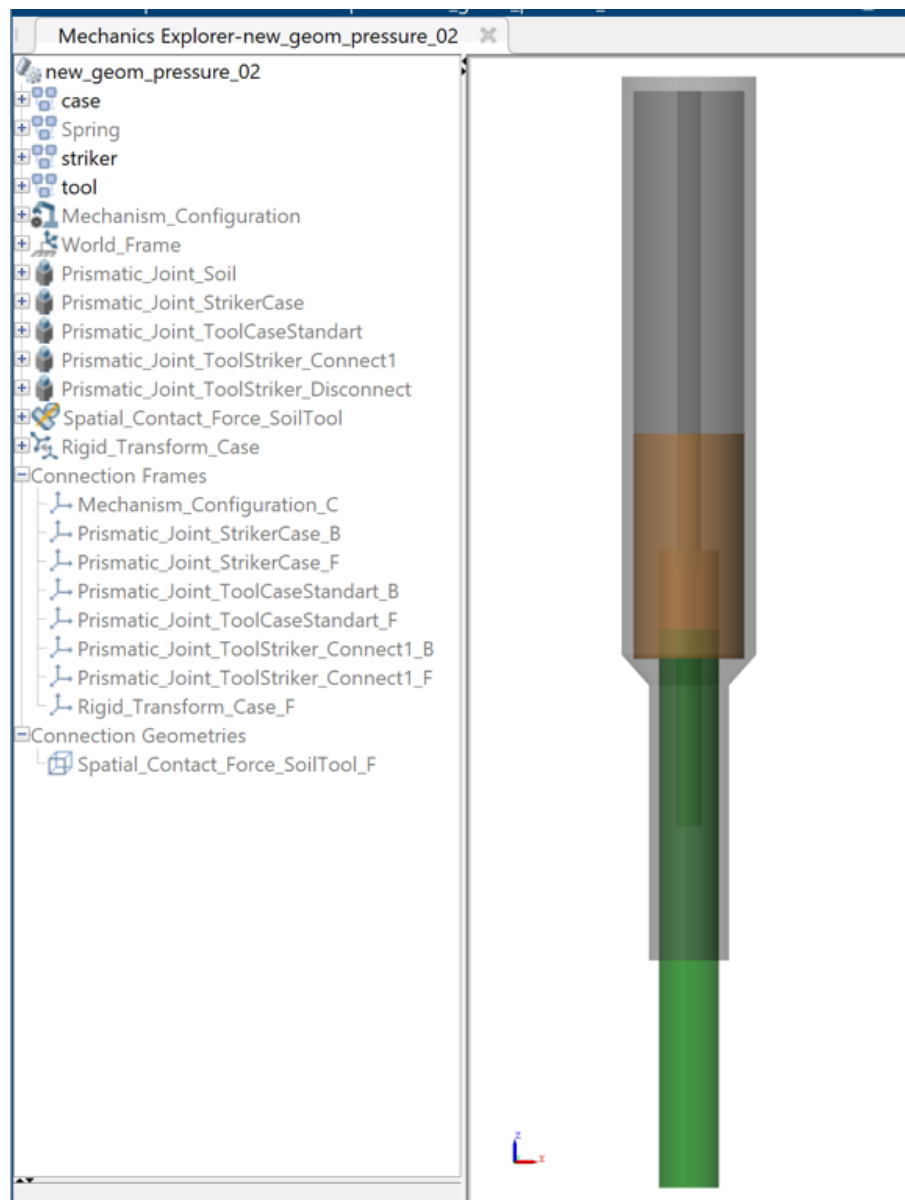 Mechanics Explorer-new_geom_pressure_02
new_geom_pressure_02
case
Spring
striker
tool
Mechanism_Configuration
World_Frame
Prismatic_Joint_Soil
Prismatic_Joint_StrikerCase
Prismatic_Joint_ToolCaseStandart
Prismatic_Joint_ToolStriker_Connect1
Prismatic_Joint_ToolStriker_Disconnect
Spatial_Contact_Force_SoilTool
Rigid_Transform_Case
Connection Frames
Mechanism_Configuration_C
Prismatic_Joint_StrikerCase_B
Prismatic_Joint_StrikerCase_F
Prismatic_Joint_ToolCaseStandart_B
Prismatic_Joint_ToolCaseStandart_F
Prismatic_Joint_ToolStriker_Connect1_B
Prismatic_Joint_ToolStriker_Connect1_F
Rigid_Transform_Case_F
Connection Geometries
Spatial_Contact_Force_SoilTool_F
z
x